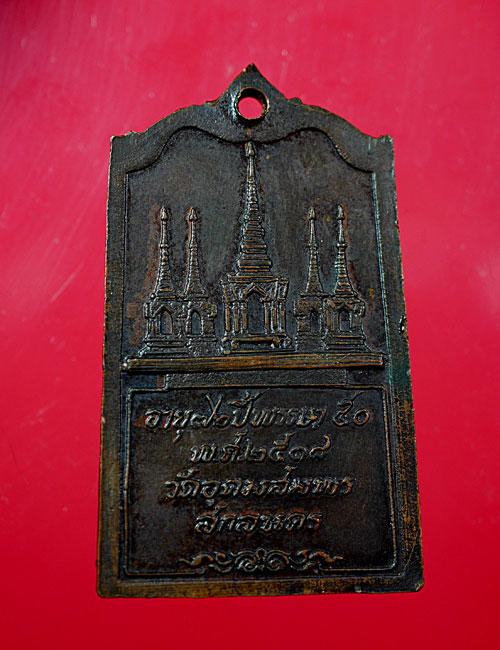 อายุ๗๒ปีพรรษา ๕๐
พ.ศ.๒๕๑๘
วัดอุดมสมพร
สกลนคร